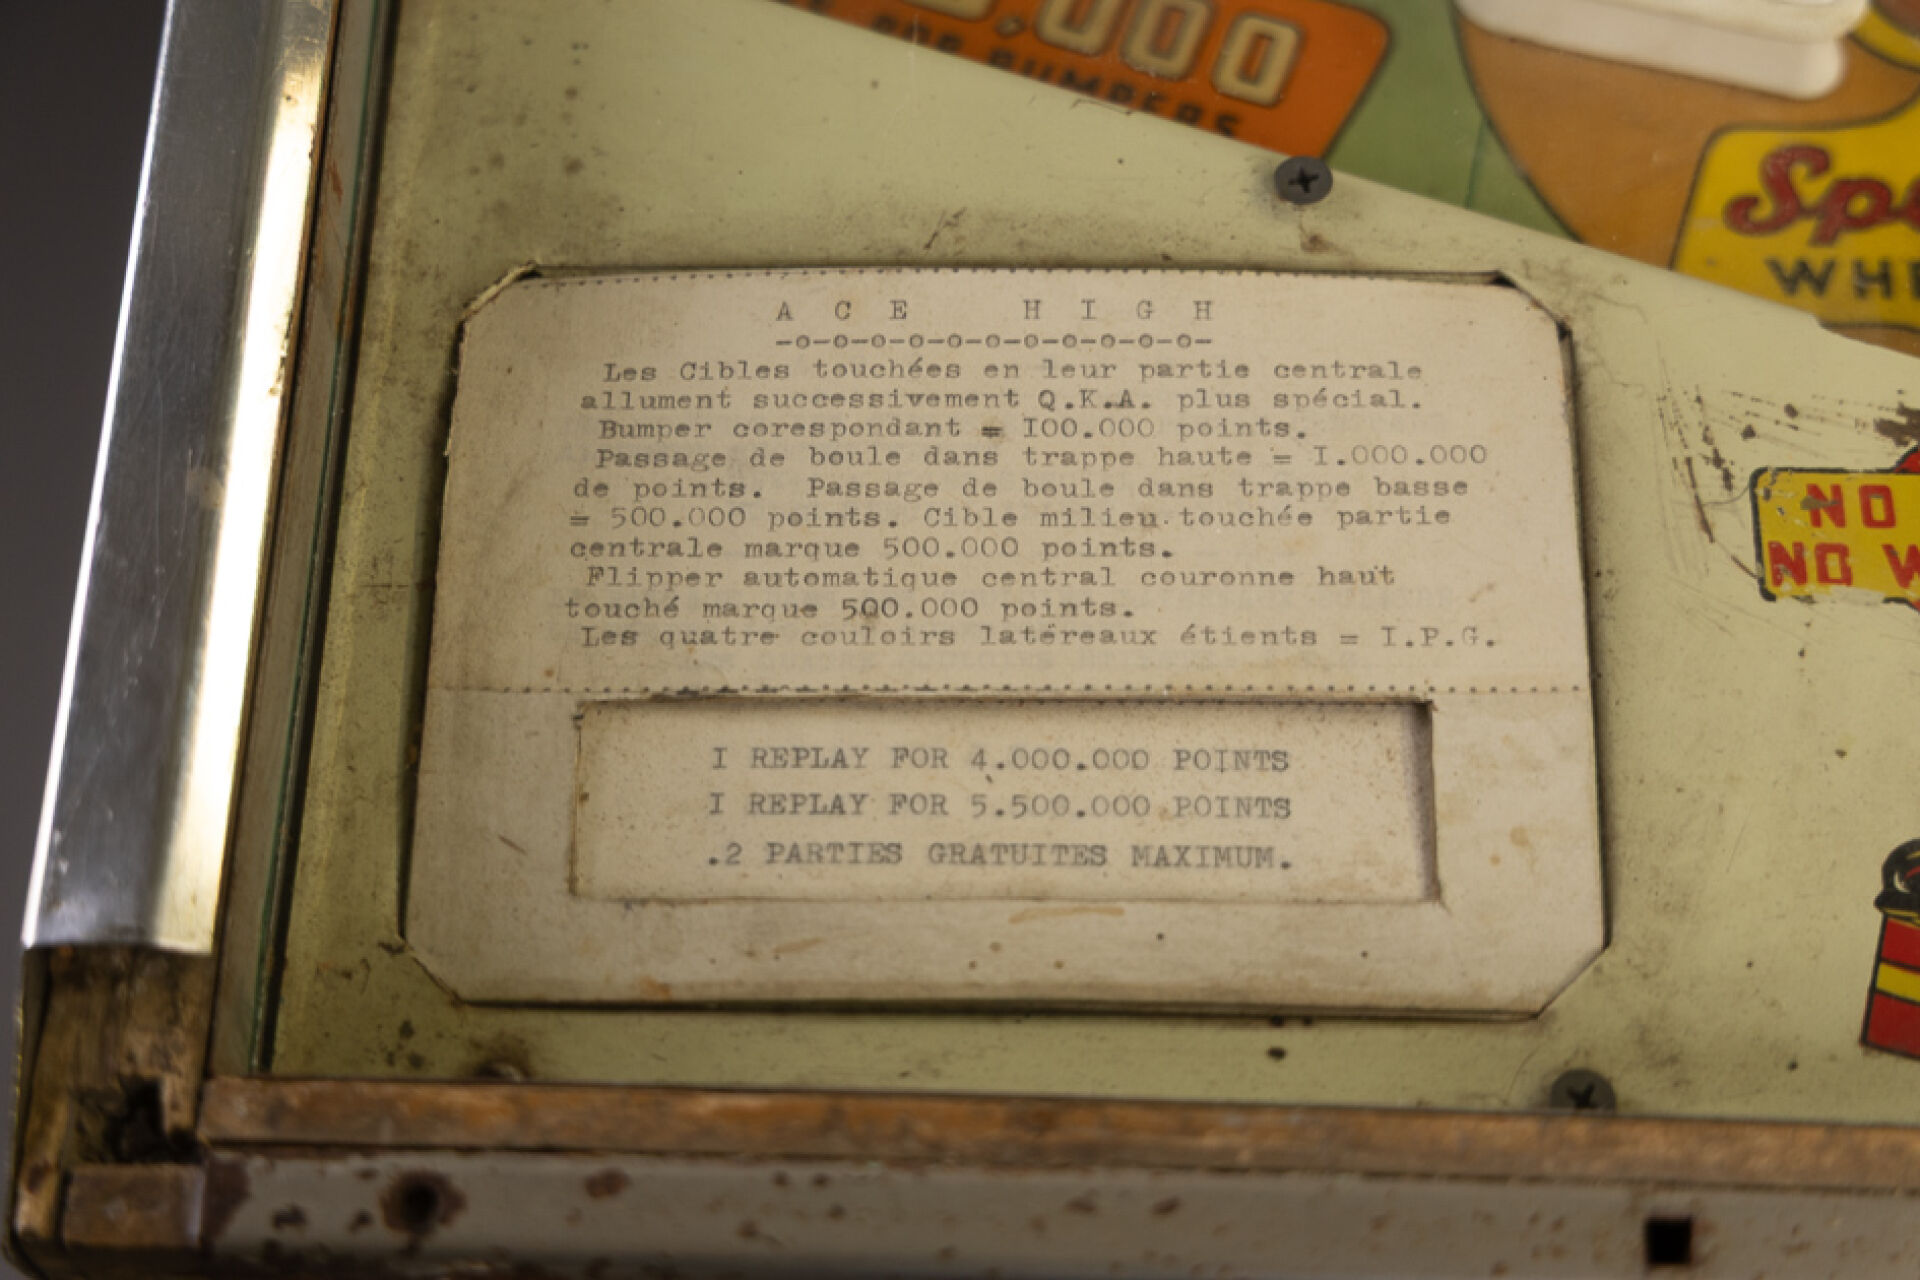 ,000
FOR BUMPERS
A C E   H I G H
-o-o-o-o-o-o-o-o-o-o-o-
Les Cibles touchées en leur partie centrale
allument successivement Q.K.A. plus spécial.
Bumper corespondant = I00.000 points.
Passage de boule dans trappe haute = I.000.000
de points. Passage de boule dans trappe basse
= 500.000 points. Cible milieu touchée partie
centrale marque 500.000 points.
Flipper automatique central couronne haut
touché marque 500.000 points.
Les quatre couloirs latéreaux étients = I.P.G.
I REPLAY FOR 4.000.000 POINTS
I REPLAY FOR 5.500.000 POINTS
.2 PARTIES GRATUITES MAXIMUM.
NO
NO